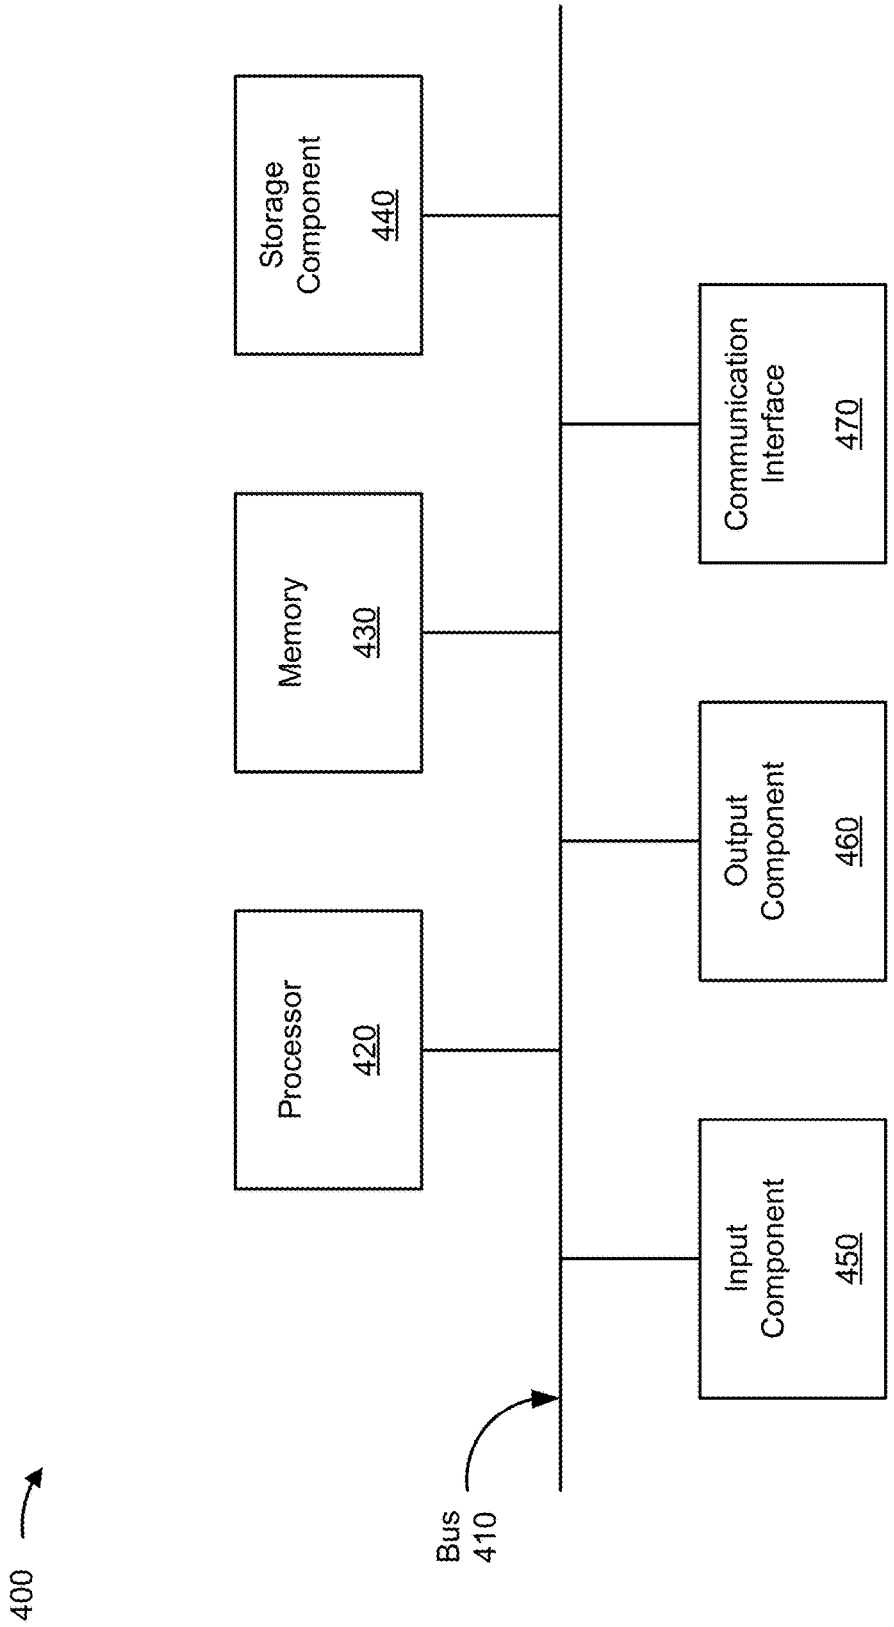 400
Processor
420
Memory
430
Storage
Component
440
Bus
410
Input
Component
450
Output
Component
460
Communication
Interface
470